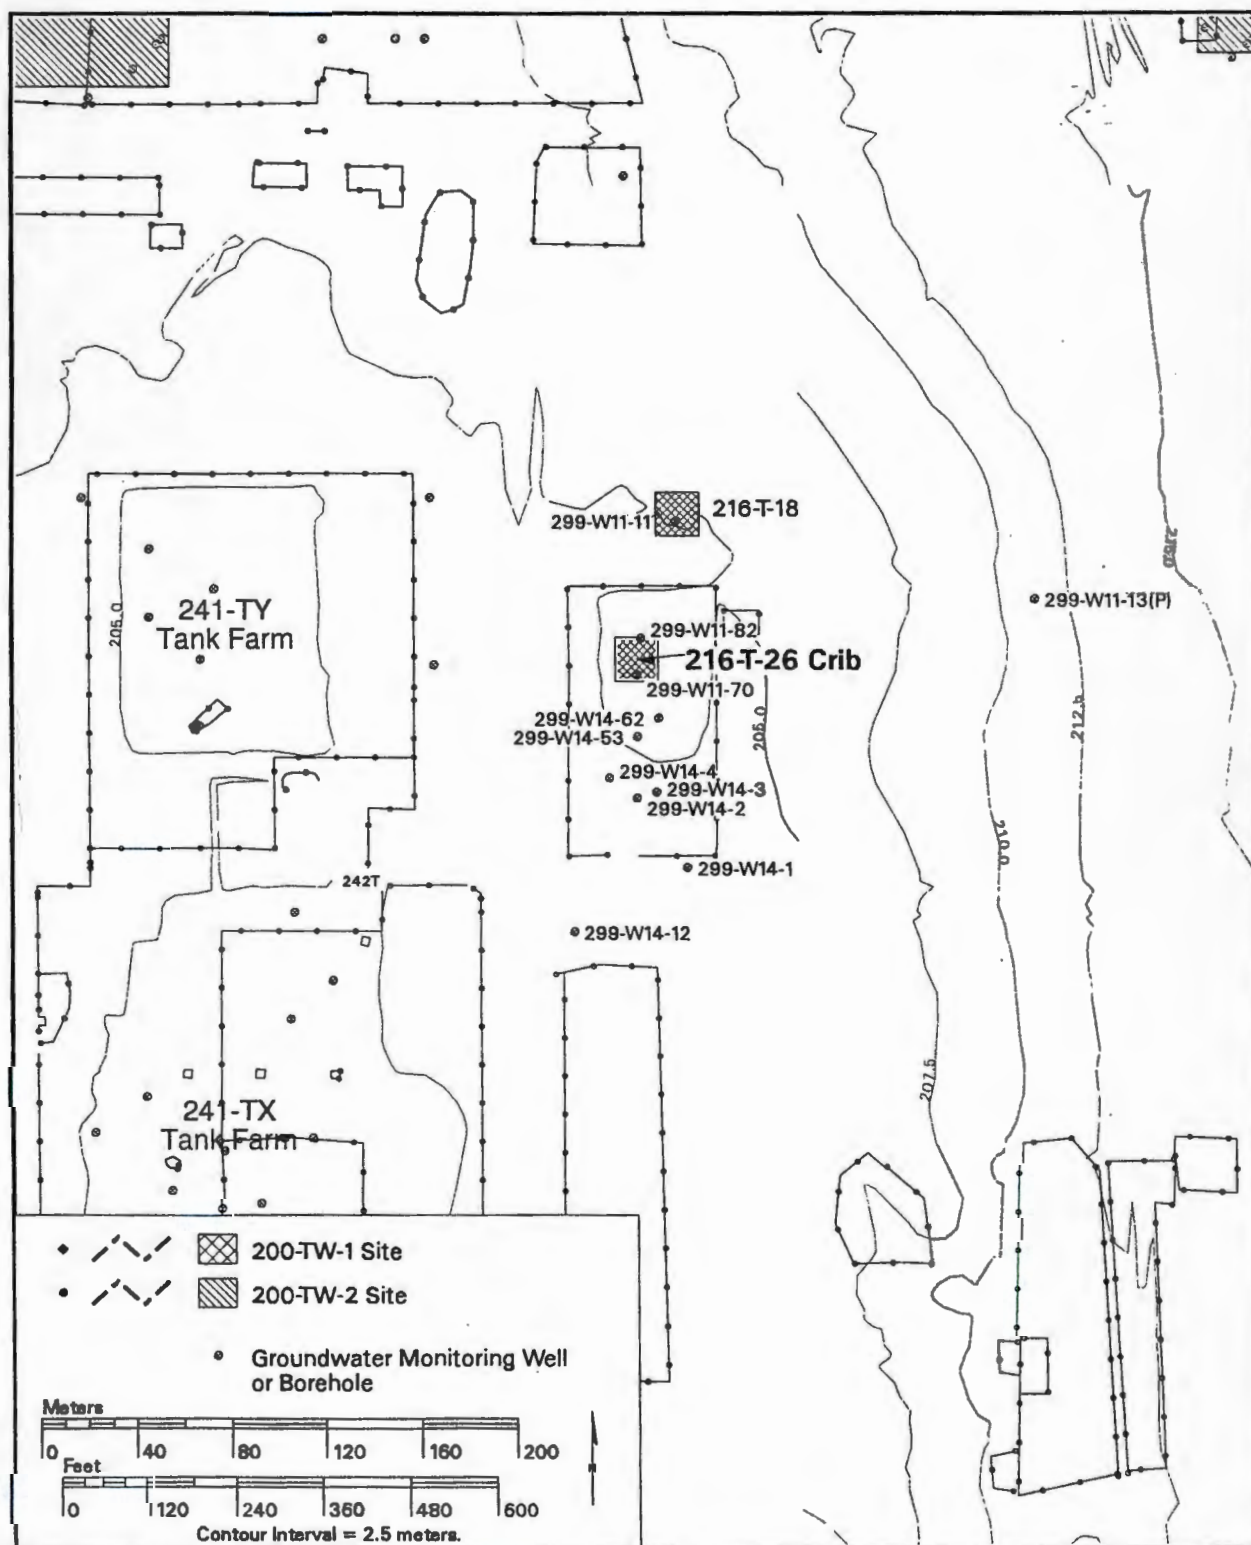 216-T-18
299-W11-11
205.0
241-TY
Tank Farm
215.0
299-W11-13(P)
299-W11-82
216-T-26 Crib
299-W11-70
299-W14-62
299-W14-53
205.0
212.5
299-W14-4
299-W14-3
299-W14-2
210.0
299-W14-1
242T
299-W14-12
207.5
241-TX
Tank Farm
200-TW-1 Site
200-TW-2 Site
Groundwater Monitoring Well
or Borehole
Meters
0 40 80 120 160 200
N
Feet
0 120 240 360 480 600
Contour Interval = 2.5 meters.